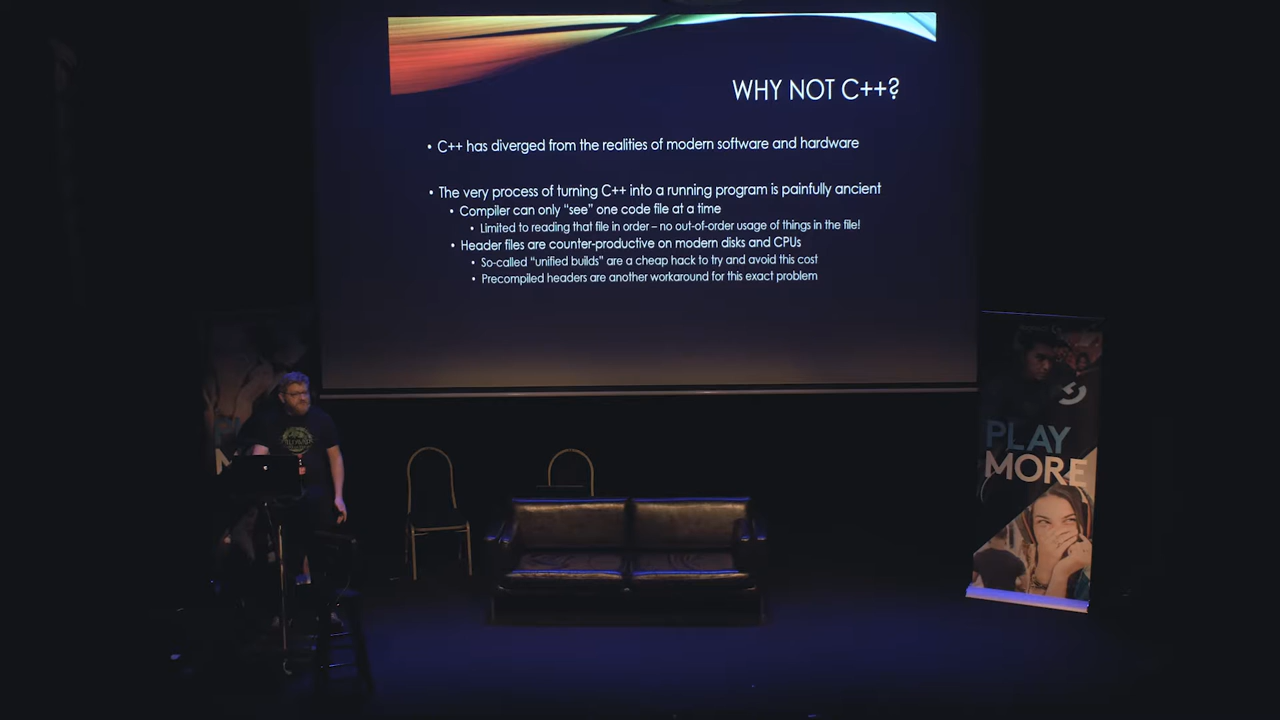 WHY NOT C++?
• C++ has diverged from the realities of modern software and hardware
• The very process of turning C++ into a running program is painfully ancient
• Compiler can only “see” one code file at a time
• Limited to reading that file in order – no out-of-order usage of things in the file!
• Header files are counter-productive on modern disks and CPUs
• So-called “unified builds” are a cheap hack to try and avoid this cost
• Precompiled headers are another workaround for this exact problem
PLAY
MORE